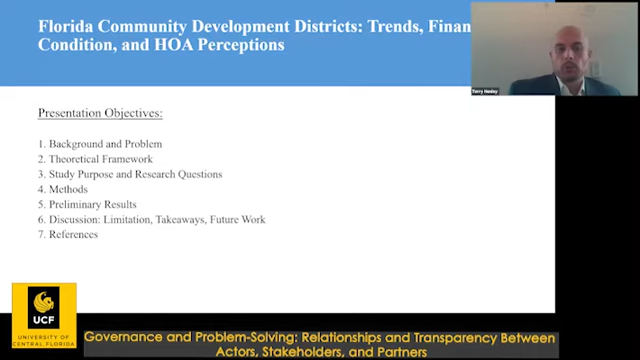 Florida Community Development Districts: Trends, Finan
Condition, and HOA Perceptions
Presentation Objectives:
1. Background and Problem
2. Theoretical Framework
3. Study Purpose and Research Questions
4. Methods
5. Preliminary Results
6. Discussion: Limitation, Takeaways, Future Work
7. References
Terry Henley
UCF
UNIVERSITY OF
CENTRAL FLORIDA
Governance and Problem-Solving: Relationships and Transparency Between
Actors, Stakeholders, and Partners